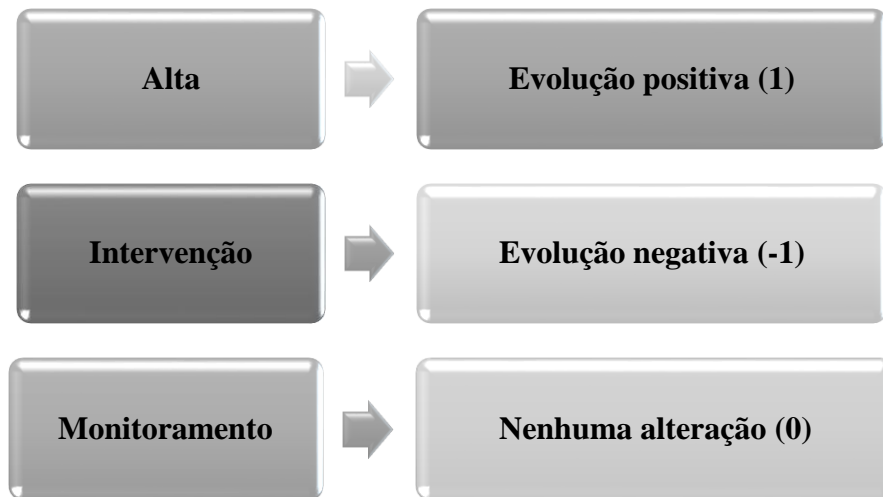 Alta
Evolução positiva (1)
Intervenção
Evolução negativa (-1)
Monitoramento
Nenhuma alteração (0)